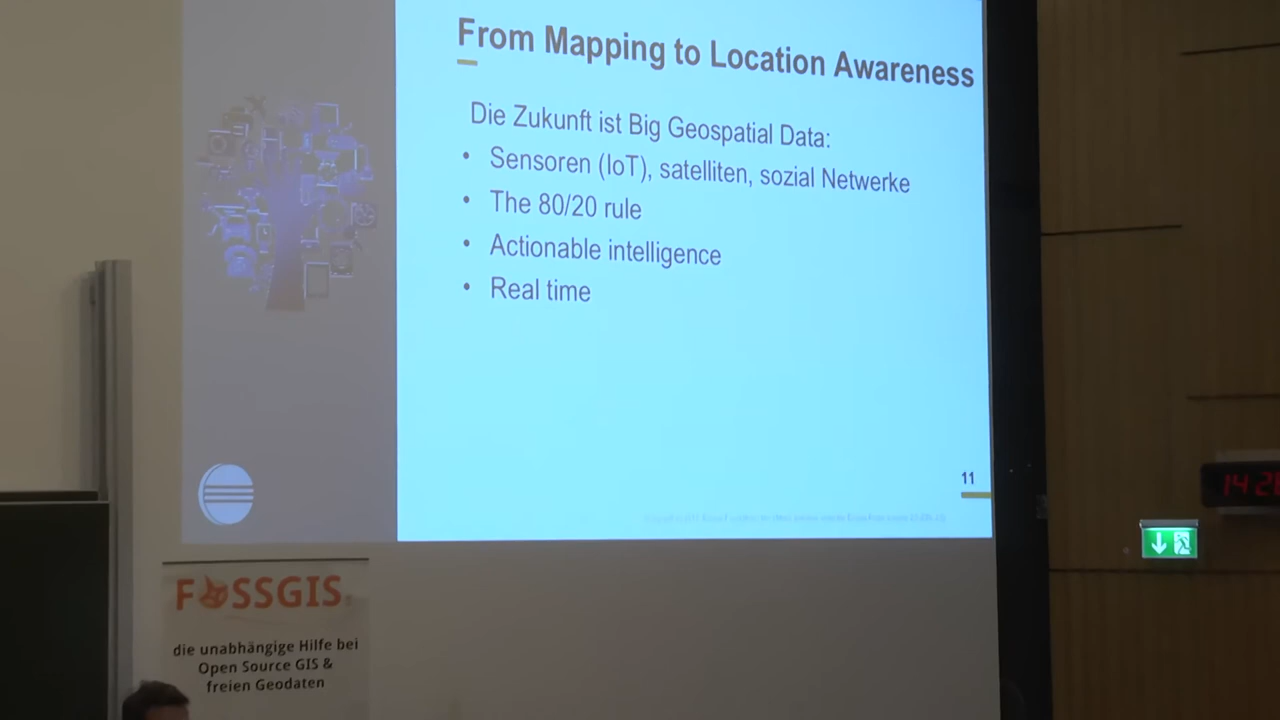 From Mapping to Location Awareness
Die Zukunft ist Big Geospatial Data:
• Sensoren (IoT), satelliten, sozial Netwerke
• The 80/20 rule
• Actionable intelligence
• Real time
11
FOSSGIS
die unabhängige Hilfe bei
Open Source GIS &
freien Geodaten